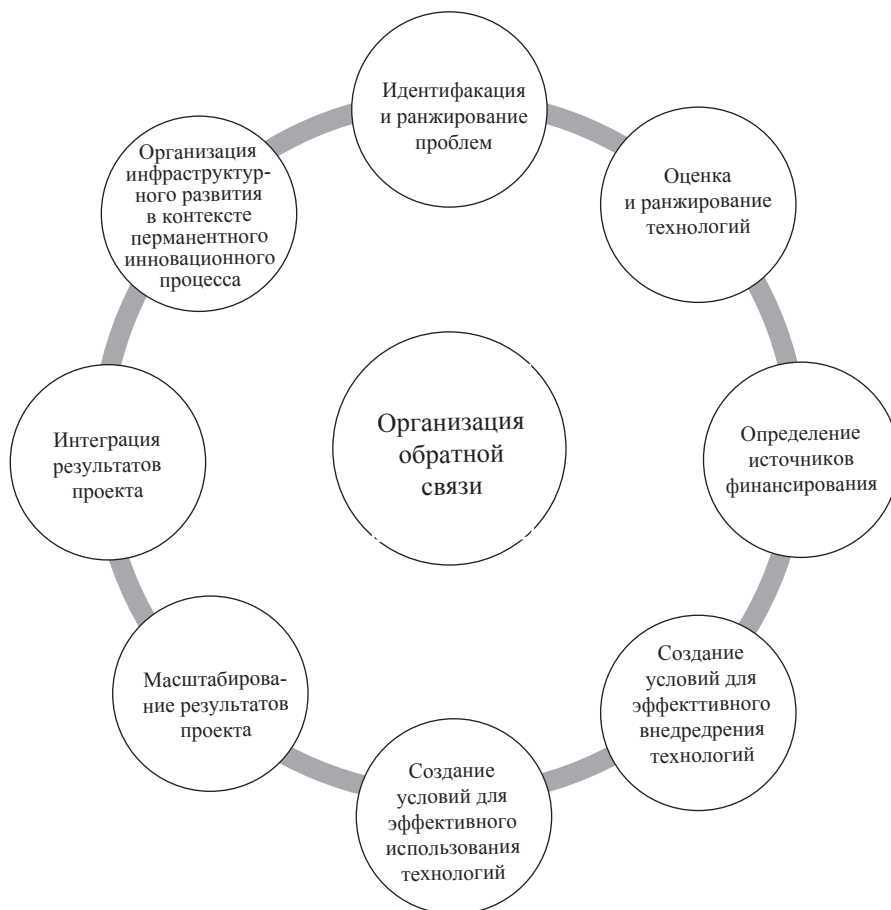 Идентифакация
и ранжирование
проблем
Оценка
и ранжирование
технологий
Определение
источников
финансирования
Создание
условий для
эффекттивного
внедредрения
технологий
Создание
условий для
эффективного
использования
технологий
Масштабирова-
ние результатов
проекта
Интеграция
результатов
проекта
Организация
инфраструктур-
ного развития
в контексте
перманентного
инновационного
процесса
Организация
обратной
связи